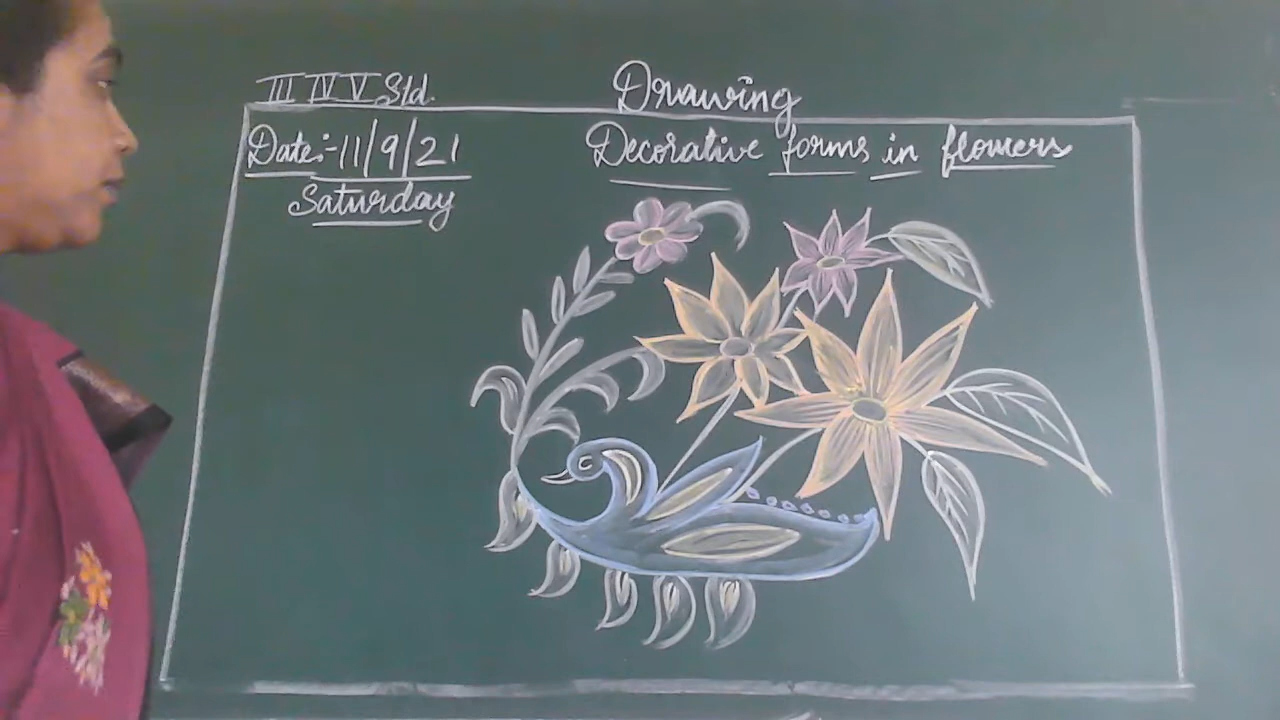 III IV V Std.
Drawing
Date:-11/9/21
Decorative forms in flowers
Saturday